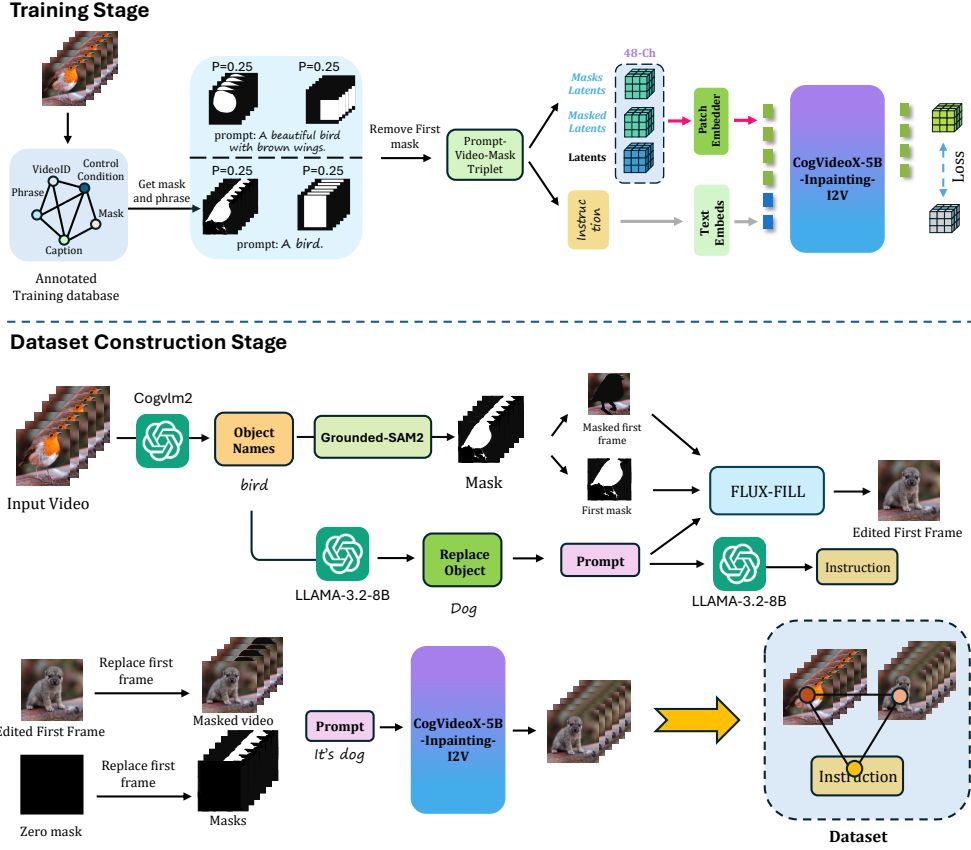 Training Stage
P=0.25
P=0.25
prompt: A beautiful bird
with brown wings.
P=0.25
P=0.25
prompt: A bird.
VideoID
Control
Condition
Phrase
Mask
Caption
Annotated
Training database
Get mask
and phrase
Remove First
mask
Prompt-
Video-Mask
Triplet
48-Ch
Masks
Latents
Masked
Latents
Latents
Instruc
tion
Patch
Embedder
Text
Embeds
CogVideoX-5B
-Inpainting-
I2V
Loss
Dataset Construction Stage
Input Video
Cogvlm2
Object
Names
bird
Grounded-SAM2
Mask
Masked first
frame
First mask
FLUX-FILL
Edited First Frame
LLAMA-3.2-8B
Replace
Object
Dog
Prompt
LLAMA-3.2-8B
Instruction
Edited First Frame
Replace first
frame
Masked video
Zero mask
Replace first
frame
Masks
Prompt
It's dog
CogVideoX-5B
-Inpainting-
I2V
Instruction
Dataset